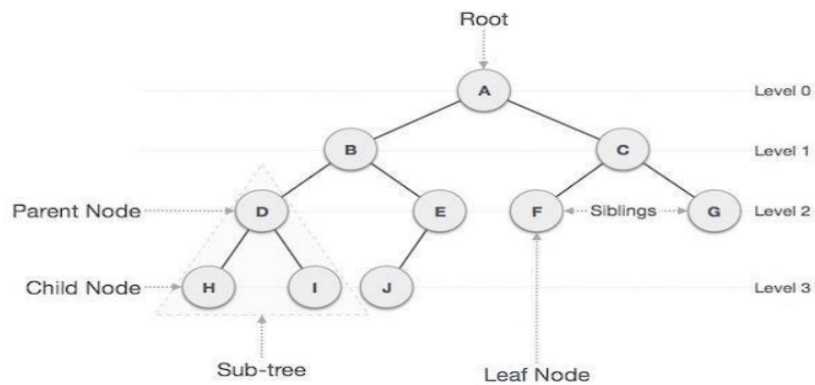 Root
A
Level 0
B
C
Level 1
Parent Node
D
E
F
Siblings
G
Level 2
Child Node
H
I
J
Level 3
Sub-tree
Leaf Node